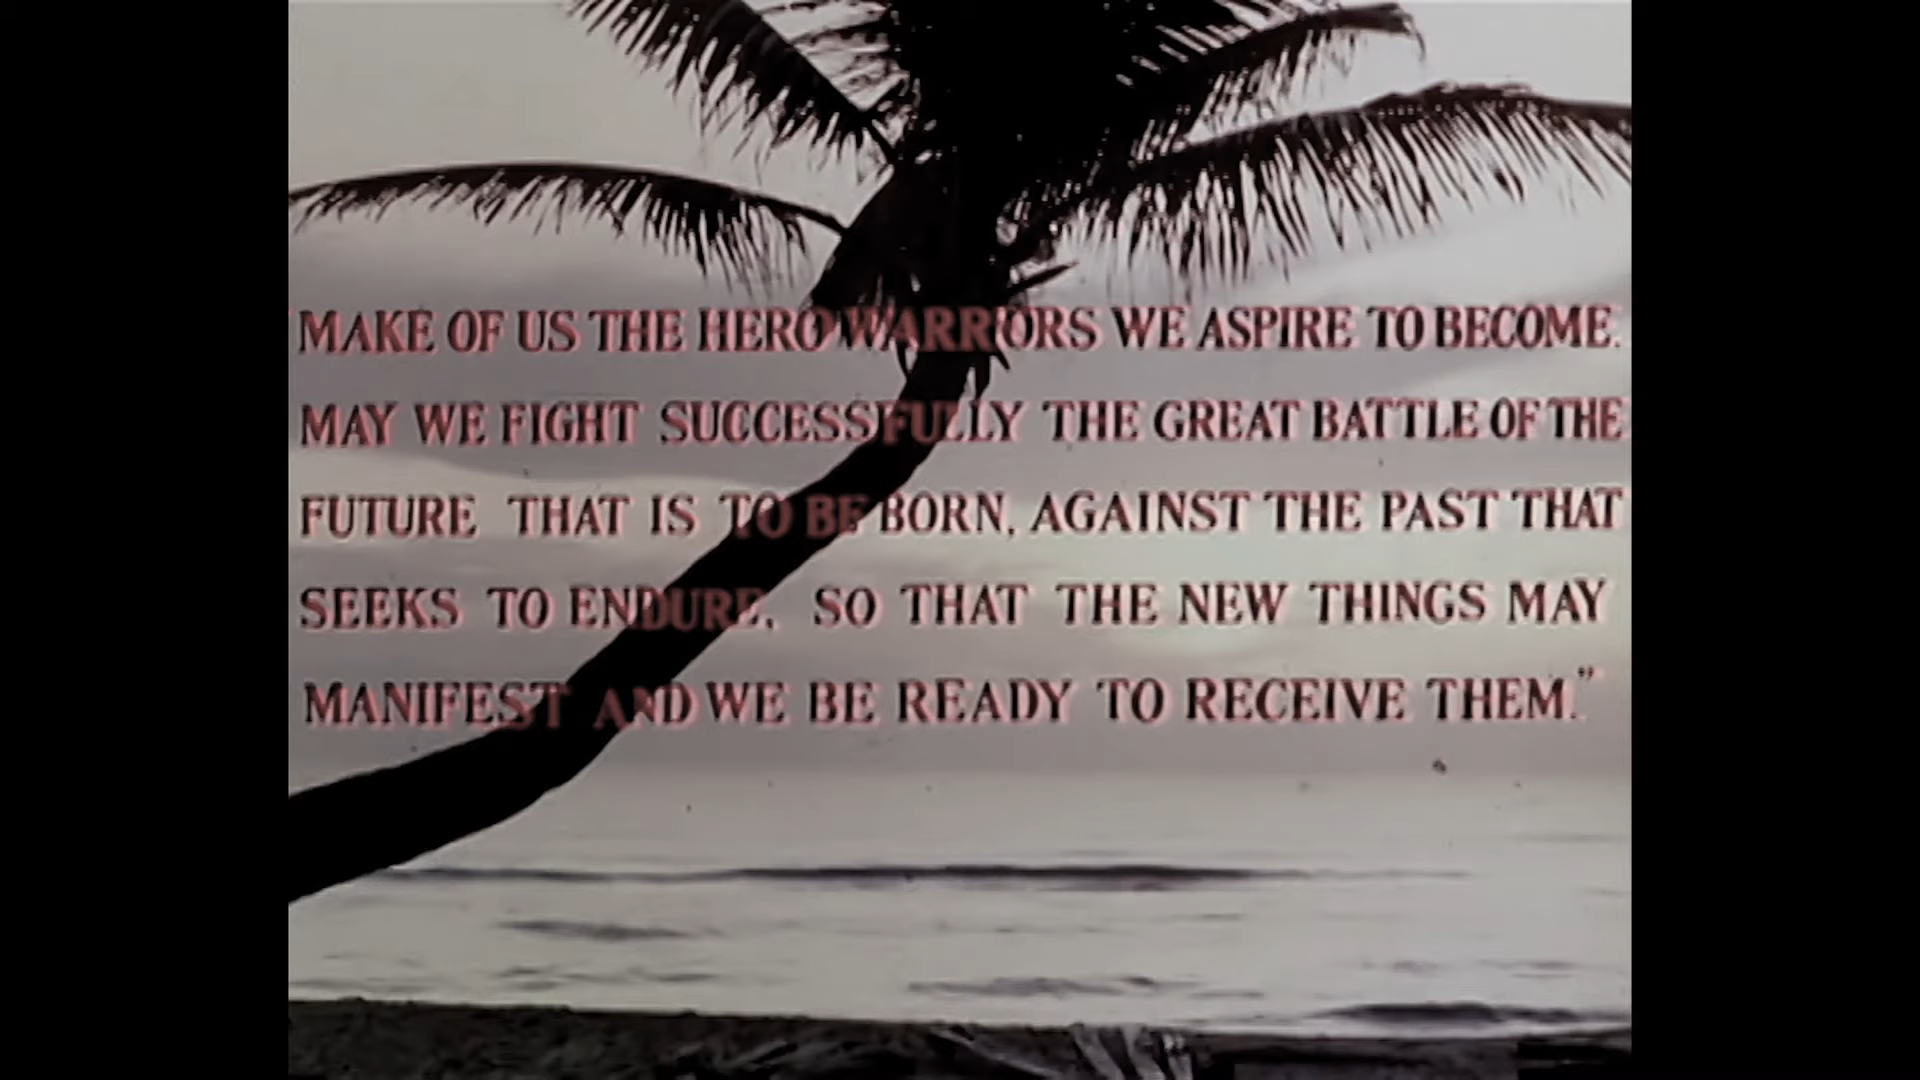 MAKE OF US THE HERO WARRIORS WE ASPIRE TO BECOME.
MAY WE FIGHT SUCCESSFULLY THE GREAT BATTLE OF THE
FUTURE THAT IS TO BE BORN, AGAINST THE PAST THAT
SEEKS TO ENDURE, SO THAT THE NEW THINGS MAY
MANIFEST AND WE BE READY TO RECEIVE THEM."